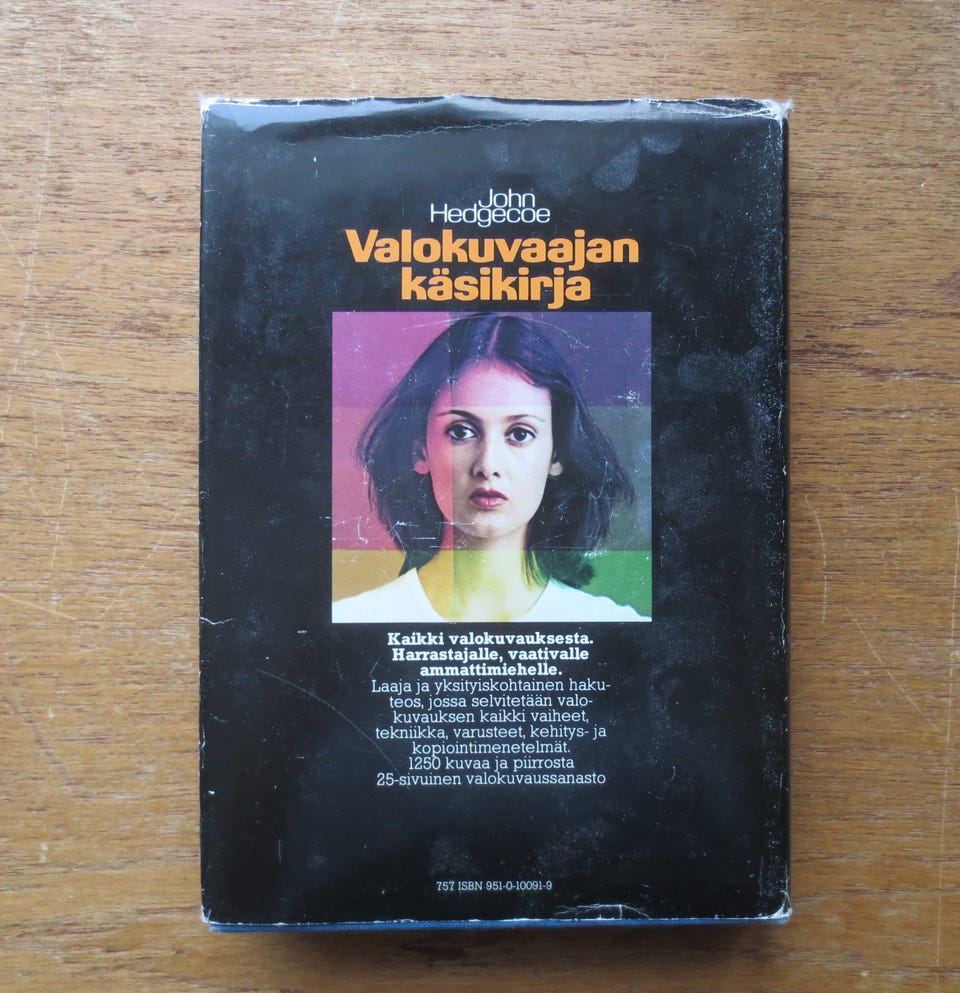 John
Hedgecoe
Valokuvaajan
käsikirja
Kaikki valokuvauksesta.
Harrastajalle, vaativalle
ammattimiehelle.
Laaja ja yksityiskohtainen haku-
teos, jossa selvitetään valo-
kuvauksen kaikki vaiheet,
tekniikka, varusteet, kehitys- ja
kopiointimenetelmät.
1250 kuvaa ja piirrosta
25-sivuinen valokuvaussanasto
757 ISBN 951-0-10091-9